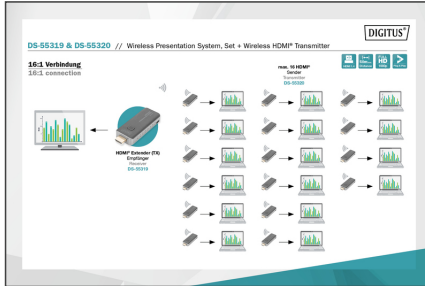 DIGITUS®
DS-55319 & DS-55320 // Wireless Presentation System, Set + Wireless HDMI® Transmitter
16:1 Verbindung
16:1 connection
max. 16 HDMI®
Sender
Transmitter
DS-55320
HD
HDMI® Extender (TX)
Empfänger
Receiver
DS-55319